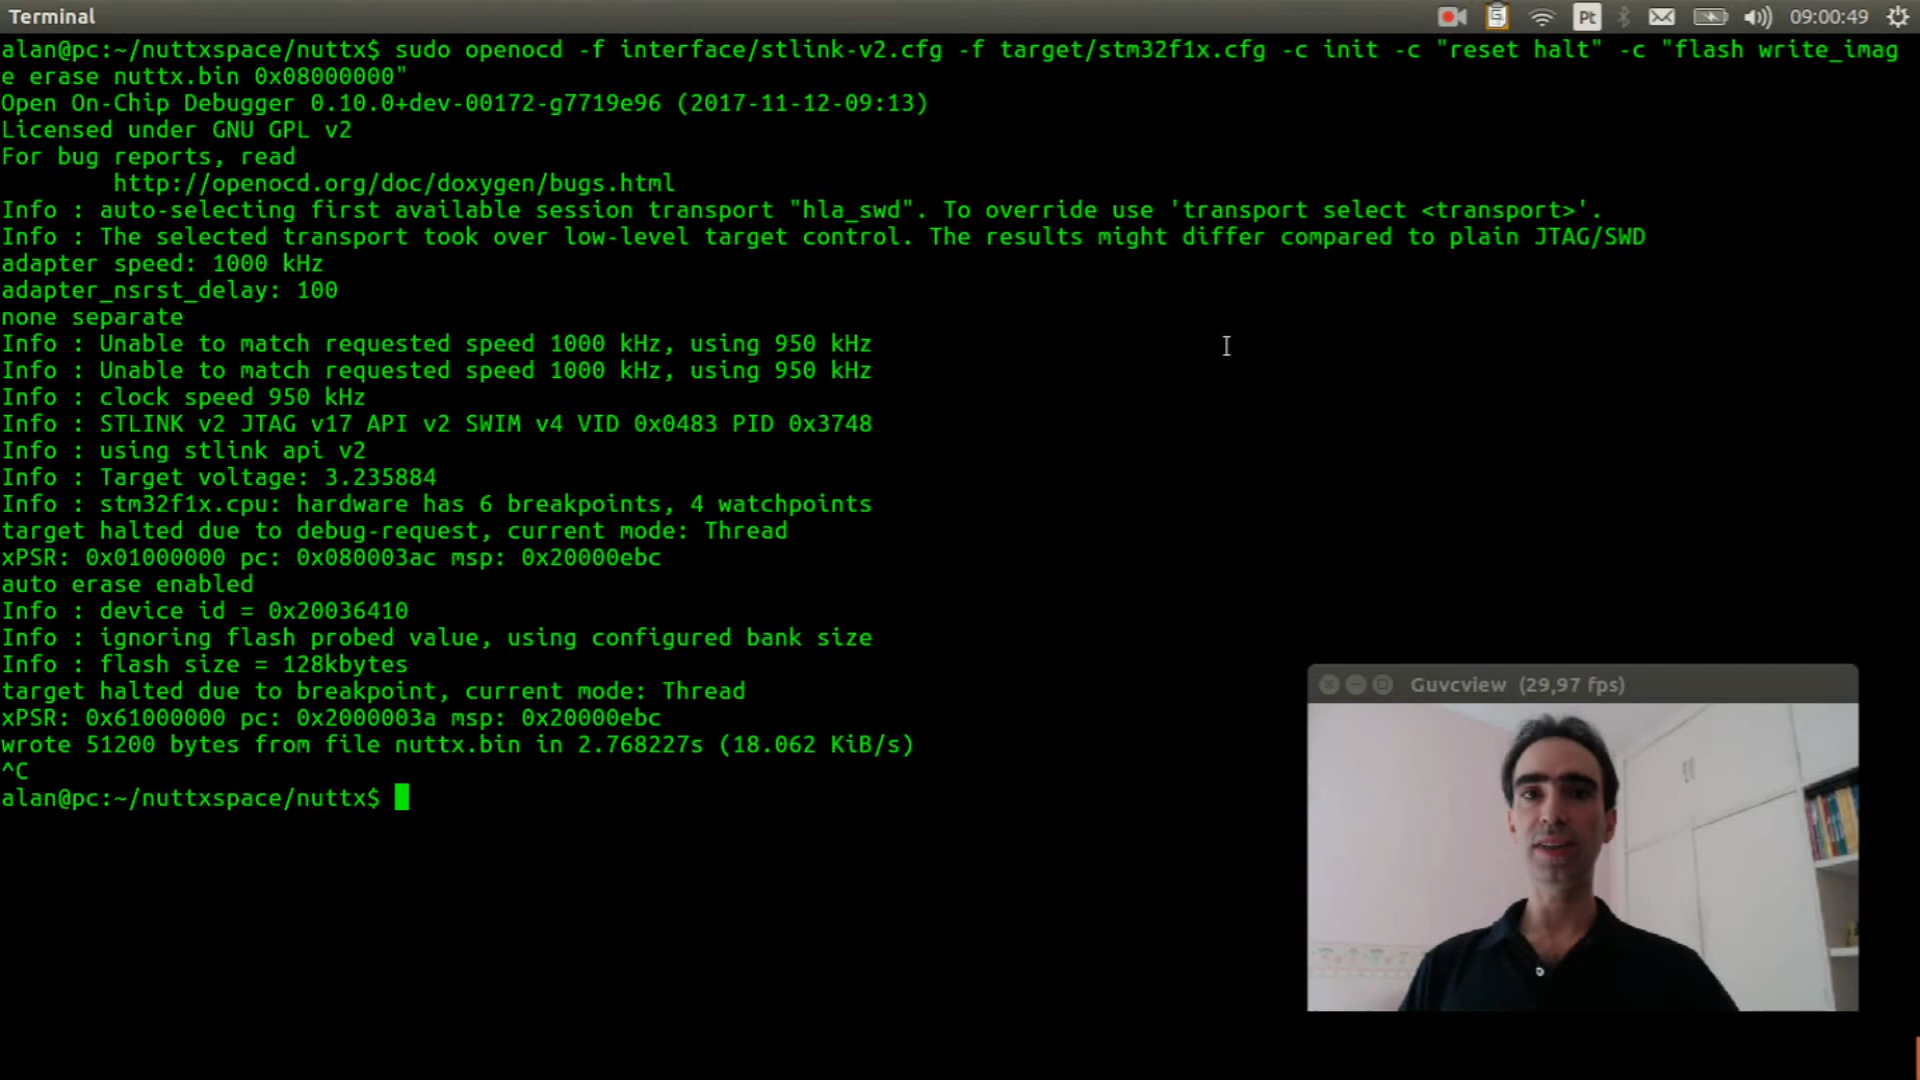 Terminal
Pt
09:00:49
alan@pc:~/nuttxspace/nuttx$ sudo openocd -f interface/stlink-v2.cfg -f target/stm32f1x.cfg -c init -c "reset halt" -c "flash write_imag
e erase nuttx.bin 0x08000000"
Open On-Chip Debugger 0.10.0+dev-00172-g7719e96 (2017-11-12-09:13)
Licensed under GNU GPL v2
For bug reports, read
http://openocd.org/doc/doxygen/bugs.html
Info : auto-selecting first available session transport "hla_swd". To override use 'transport select <transport>'.
Info : The selected transport took over low-level target control. The results might differ compared to plain JTAG/SWD
adapter speed: 1000 kHz
adapter_nsrst_delay: 100
none separate
Info : Unable to match requested speed 1000 kHz, using 950 kHz
Info : Unable to match requested speed 1000 kHz, using 950 kHz
Info : clock speed 950 kHz
Info : STLINK v2 JTAG v17 API v2 SWIM v4 VID 0x0483 PID 0x3748
Info : using stlink api v2
Info : Target voltage: 3.235884
Info : stm32f1x.cpu: hardware has 6 breakpoints, 4 watchpoints
target halted due to debug-request, current mode: Thread
xPSR: 0x01000000 pc: 0x080003ac msp: 0x20000ebc
auto erase enabled
Info : device id = 0x20036410
Info : ignoring flash probed value, using configured bank size
Info : flash size = 128kbytes
target halted due to breakpoint, current mode: Thread
xPSR: 0x61000000 pc: 0x2000003a msp: 0x20000ebc
wrote 51200 bytes from file nuttx.bin in 2.768227s (18.062 KiB/s)
^C
alan@pc:~/nuttxspace/nuttx$
Guvcview (29,97 fps)